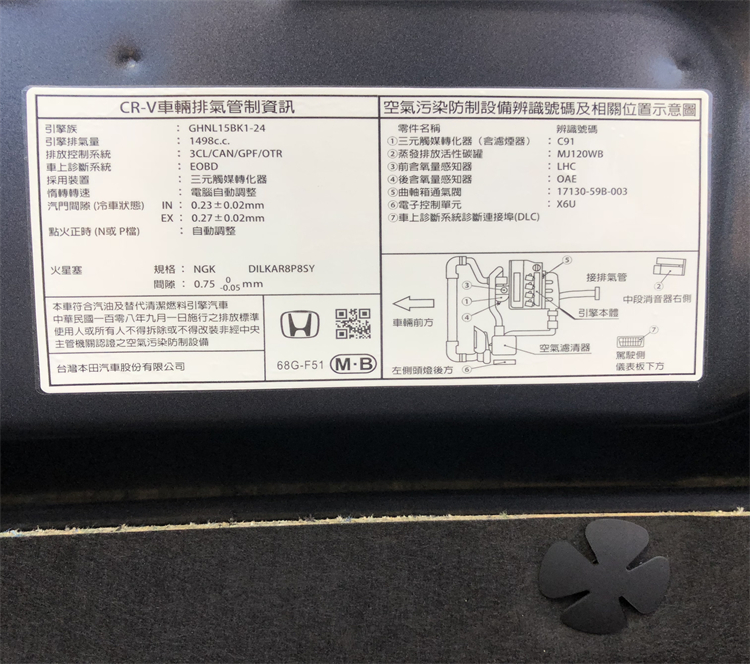 CR-V車輛排氣管制資訊
引擎族 : GHNL15BK1-24
引擎排氣量 : 1498c.c.
排放控制系統 : 3CL/CAN/GPF/OTR
車上診斷系統 : EOBD
採用裝置 : 三元觸媒轉化器
惰轉轉速 : 電腦自動調整
汽門間隙 (冷車狀態) IN : 0.23±0.02mm
EX : 0.27±0.02mm
點火正時 (N或 P檔) : 自動調整
火星塞 規格 : NGK DILKAR8P8SY
間隙 : 0.75 0 -0.05 mm
本車符合汽油及替代清潔燃料引擎汽車
中華民國一百零八年九月一日施行之排放標準
使用人或所有人不得拆除或不得改裝非經中央
主管機關認證之空氣污染防制設備
台灣本田汽車股份有限公司
68G-F51 M·B
空氣污染防制設備辨識號碼及相關位置示意圖
零件名稱 辨識號碼
①三元觸媒轉化器（含濾煙器） : C91
②蒸發排放活性碳罐 : MJ120WB
③前含氧量感知器 : LHC
④後含氧量感知器 : OAE
⑤曲軸箱通氣閥 : 17130-59B-003
⑥電子控制單元 : X6U
⑦車上診斷系統診斷連接埠(DLC)
車輛前方
左側頭燈後方 ⑥
③
①
④
⑤
接排氣管
引擎本體
空氣濾清器
②
中段消音器右側
⑦
駕駛側
儀表板下方